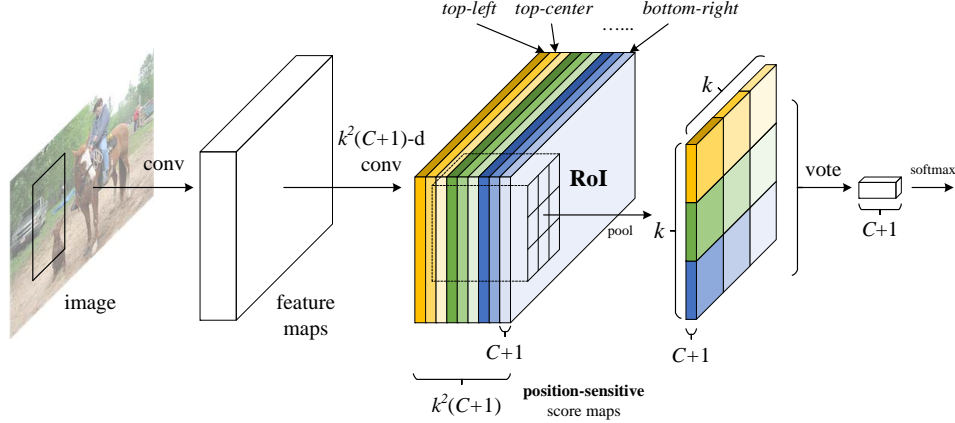 top-left top-center bottom-right
…...
k
k²(C+1)-d
conv
conv
RoI
pool
k
vote
softmax
C+1
image
feature
maps
C+1
C+1
k²(C+1)
position-sensitive
score maps